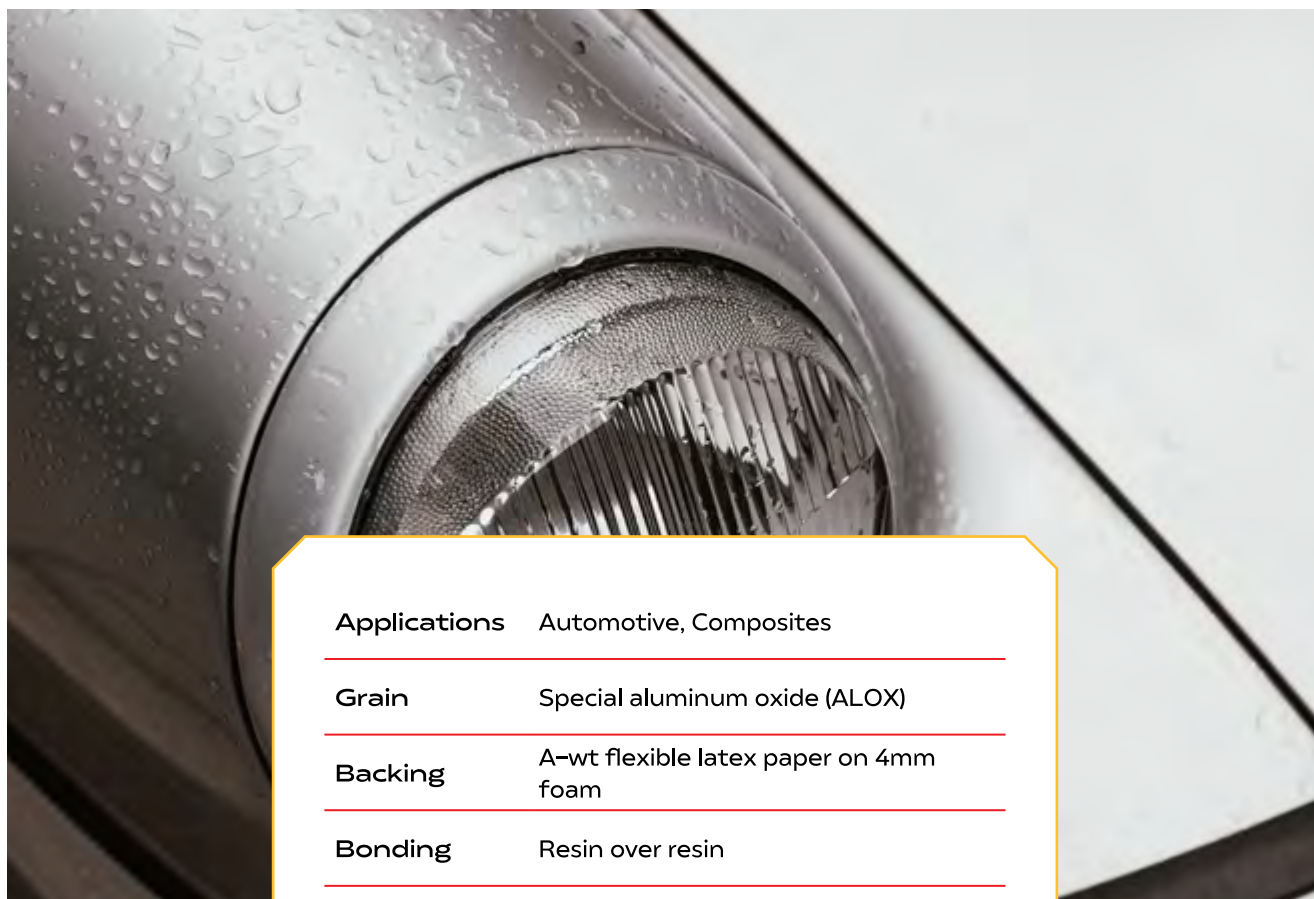 Applications Automotive, Composites
Grain Special aluminum oxide (ALOX)
Backing A-wt flexible latex paper on 4mm
foam
Bonding Resin over resin